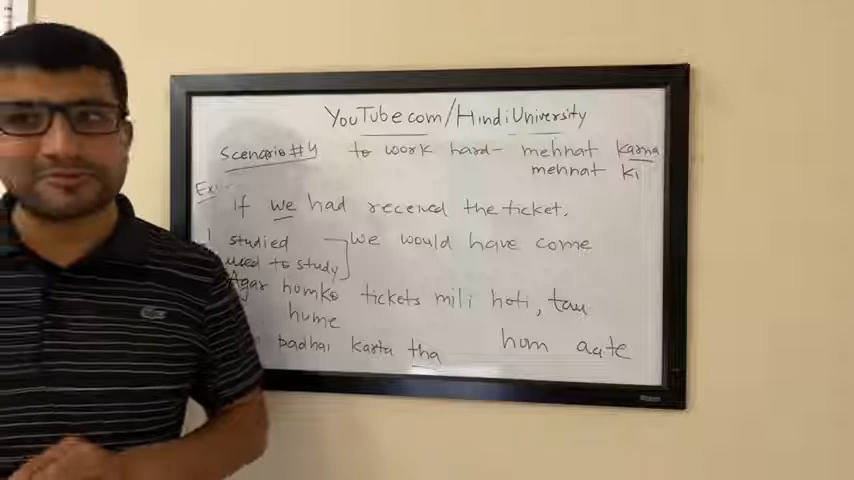 YouTube.com/HindiUniversity
Scenario#4 to work hard - mehnat karna
mehnat ki
Ex:
if we had received the ticket.
studied we would have come
used to study
Agar humko tickets mili hoti, tau
hume
padhai karta tha hum aate